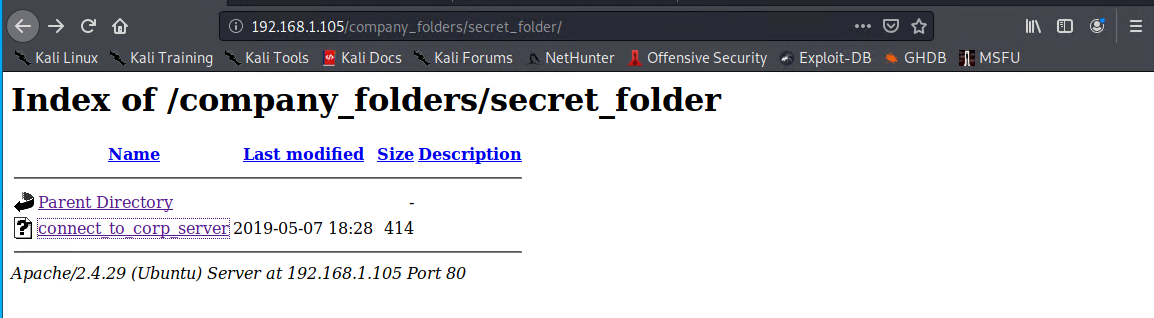 192.168.1.105/company_folders/secret_folder/
Kali Linux Kali Training Kali Tools Kali Docs Kali Forums NetHunter Offensive Security Exploit-DB GHDB MSFU
Index of /company_folders/secret_folder
Name Last modified Size Description
Parent Directory -
connect_to_corp_server 2019-05-07 18:28 414
Apache/2.4.29 (Ubuntu) Server at 192.168.1.105 Port 80